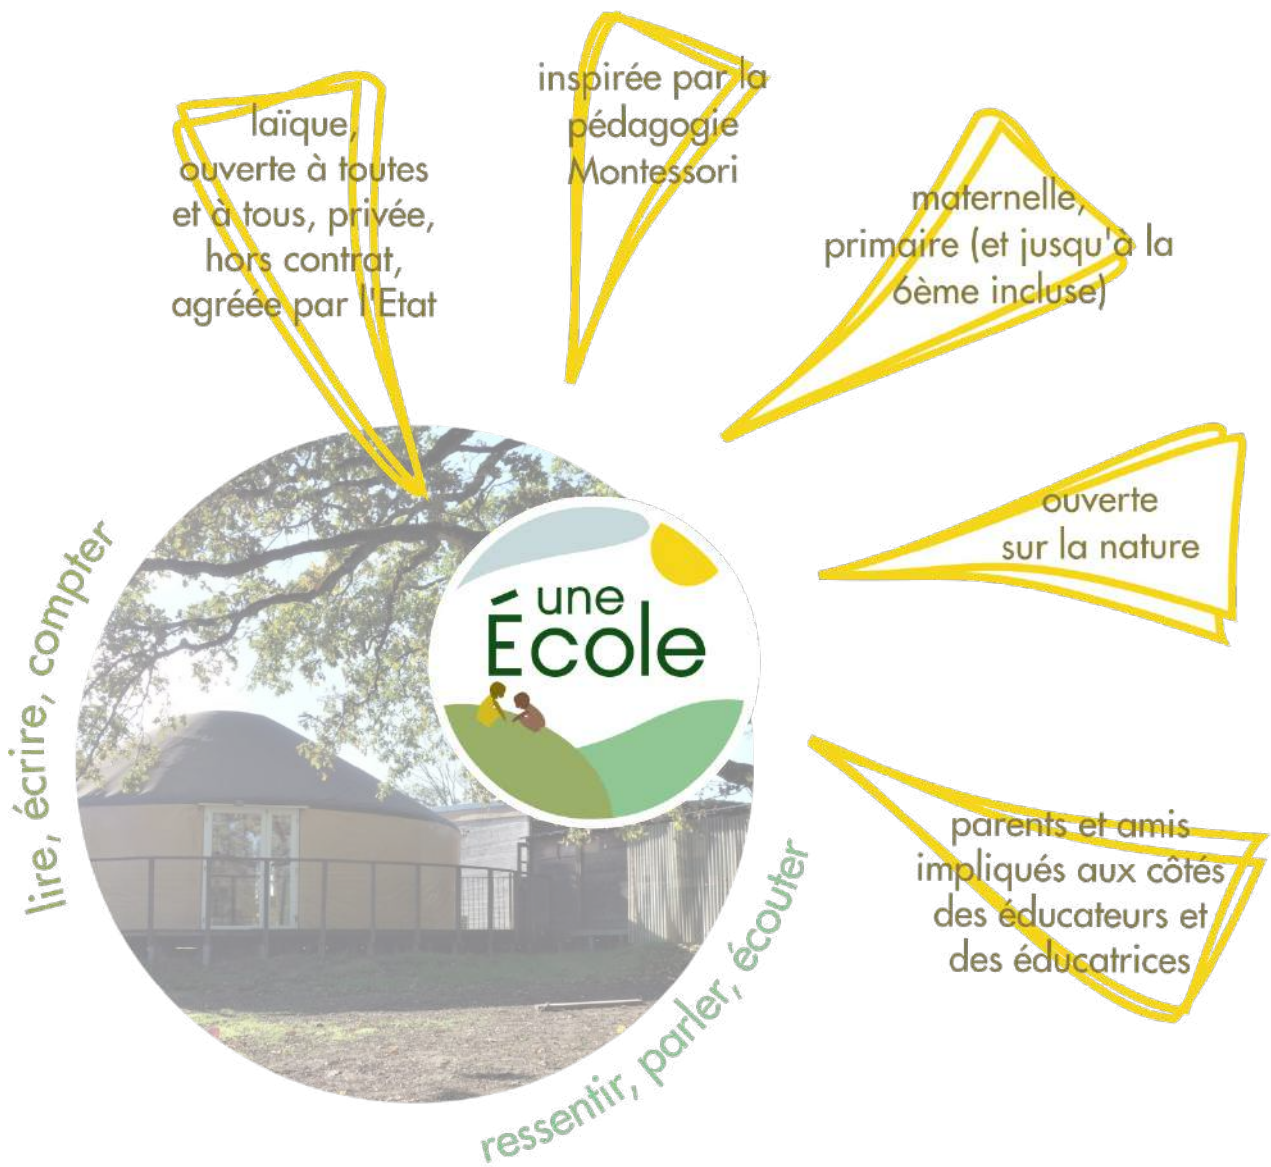 laïque,
ouverte à toutes
et à tous, privée,
hors contrat,
agréée par l'Etat
inspirée par la
pédagogie
Montessori
maternelle,
primaire (et jusqu'à la
6ème incluse)
ouverte
sur la nature
parents et amis
impliqués aux côtés
des éducateurs et
des éducatrices
une
École
lire, écrire, compter
ressentir, parler, écouter